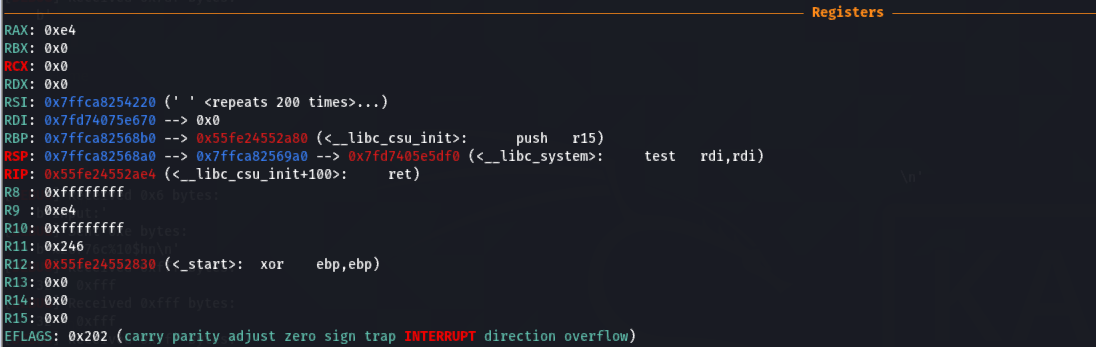 Registers
RAX: 0xe4
RBX: 0x0
RCX: 0x0
RDX: 0x0
RSI: 0x7ffca8254220 (' ' <repeats 200 times>...)
RDI: 0x7fd74075e670 --> 0x0
RBP: 0x7ffca82568b0 --> 0x55fe24552a80 (<__libc_csu_init>: push r15)
RSP: 0x7ffca82568a0 --> 0x7ffca82569a0 --> 0x7fd7405e5df0 (<__libc_system>: test rdi,rdi)
RIP: 0x55fe24552ae4 (<__libc_csu_init+100>: ret)
R8 : 0xffffffff
R9 : 0xe4
R10: 0xffffffff
R11: 0x246
R12: 0x55fe24552830 (<_start>: xor ebp,ebp)
R13: 0x0
R14: 0x0
R15: 0x0
EFLAGS: 0x202 (carry parity adjust zero sign trap INTERRUPT direction overflow)